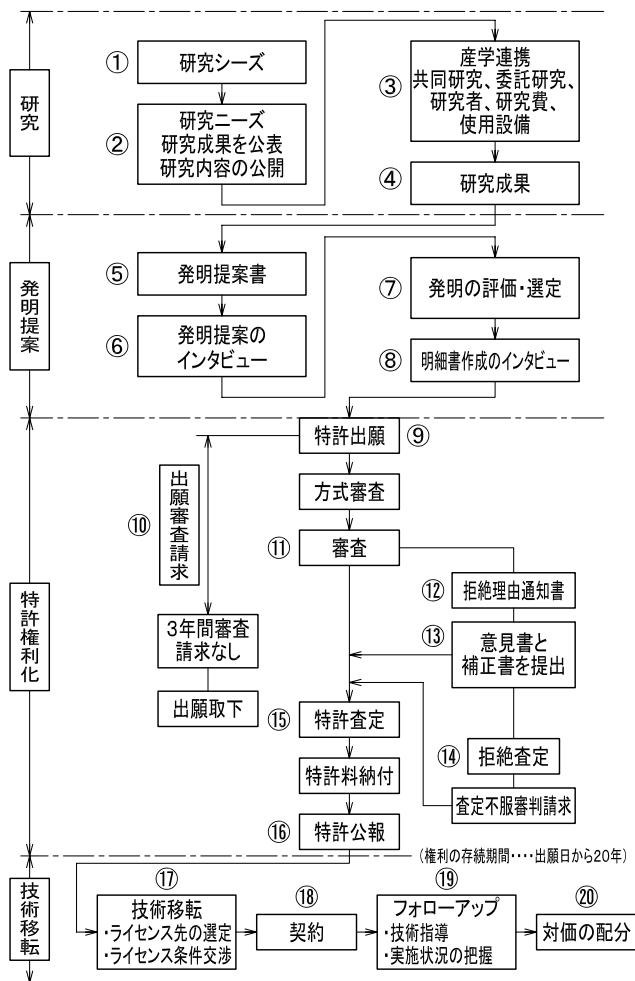 研究
① 研究シーズ
② 研究ニーズ
研究成果を公表
研究内容の公開
③ 産学連携
共同研究、委託研究、
研究者、研究費、
使用設備
④ 研究成果
発明提案
⑤ 発明提案書
⑥ 発明提案の
インタビュー
⑦ 発明の評価・選定
⑧ 明細書作成のインタビュー
特許権利化
特許出願 ⑨
⑩ 出願審査請求
方式審査
⑪ 審査
⑫ 拒絶理由通知書
⑬ 意見書と
補正書を提出
3年間審査
請求なし
出願取下
⑭ 拒絶査定
査定不服審判請求
⑮ 特許査定
特許料納付
⑯ 特許公報
(権利の存続期間‥‥出願日から20年)
技術移転
⑰
技術移転
・ライセンス先の選定
・ライセンス条件交渉
⑱
契約
⑲
フォローアップ
・技術指導
・実施状況の把握
⑳
対価の配分